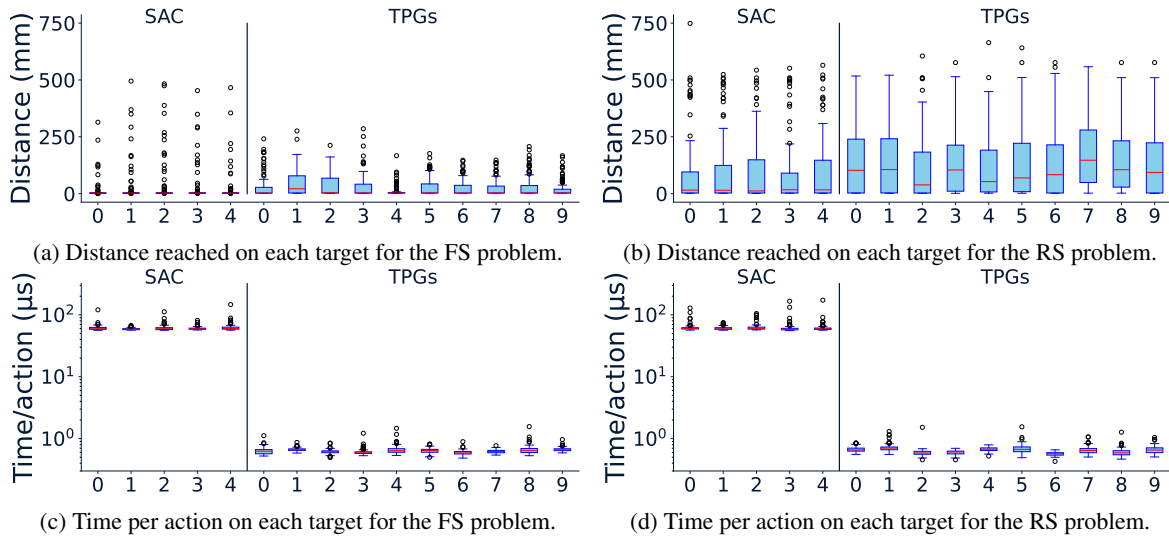 SAC TPGs
Distance (mm)
750
500
250
0
0 1 2 3 4 0 1 2 3 4 5 6 7 8 9
(a) Distance reached on each target for the FS problem.
SAC TPGs
Distance (mm)
750
500
250
0
0 1 2 3 4 0 1 2 3 4 5 6 7 8 9
(b) Distance reached on each target for the RS problem.
SAC TPGs
Time/action (µs)
10²
10¹
10⁰
0 1 2 3 4 0 1 2 3 4 5 6 7 8 9
(c) Time per action on each target for the FS problem.
SAC TPGs
Time/action (µs)
10²
10¹
10⁰
0 1 2 3 4 0 1 2 3 4 5 6 7 8 9
(d) Time per action on each target for the RS problem.